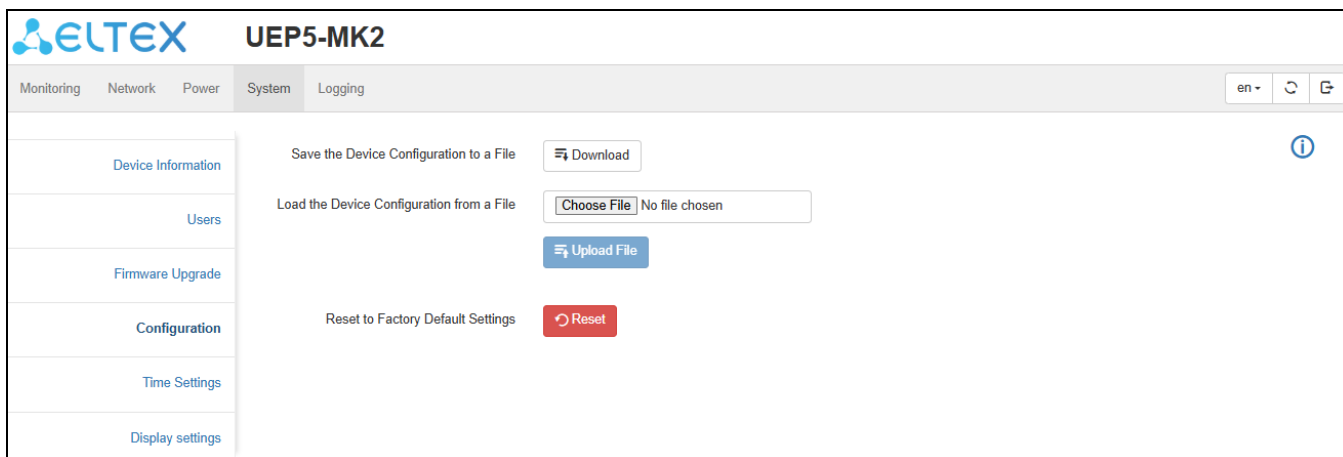 ELTEX UEP5-MK2
Monitoring Network Power System Logging en
Device Information
Users
Firmware Upgrade
Configuration
Time Settings
Display settings
Save the Device Configuration to a File Download
Load the Device Configuration from a File Choose File No file chosen
Upload File
Reset to Factory Default Settings Reset